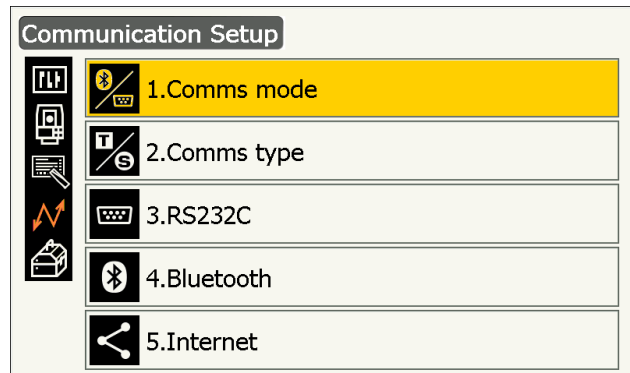 Communication Setup
1.Comms mode
T
S
2.Comms type
3.RS232C
4.Bluetooth
5.Internet